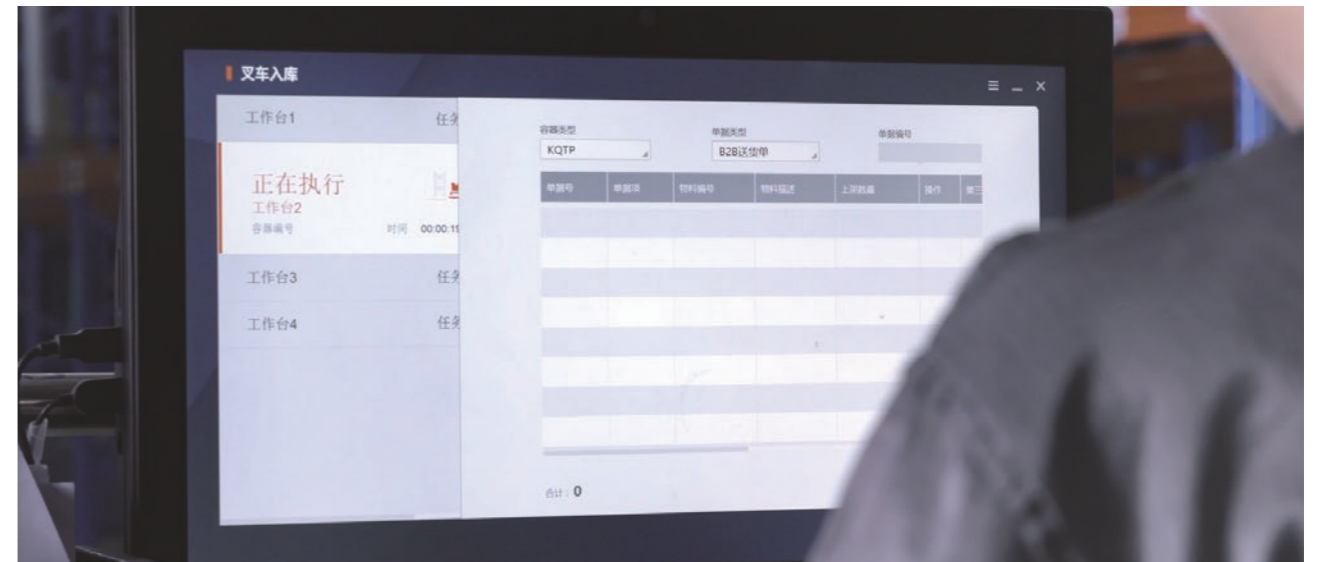 叉车入库
工作台1 任务
正在执行
工作台2
容器编号 时间 00:00:19
工作台3 任务
工作台4 任务
容器类型 单据类型 单据编号
KQTP B2B送货单
单据号 单据项 物料编号 物料描述 上架数量 操作 第三
合计：0